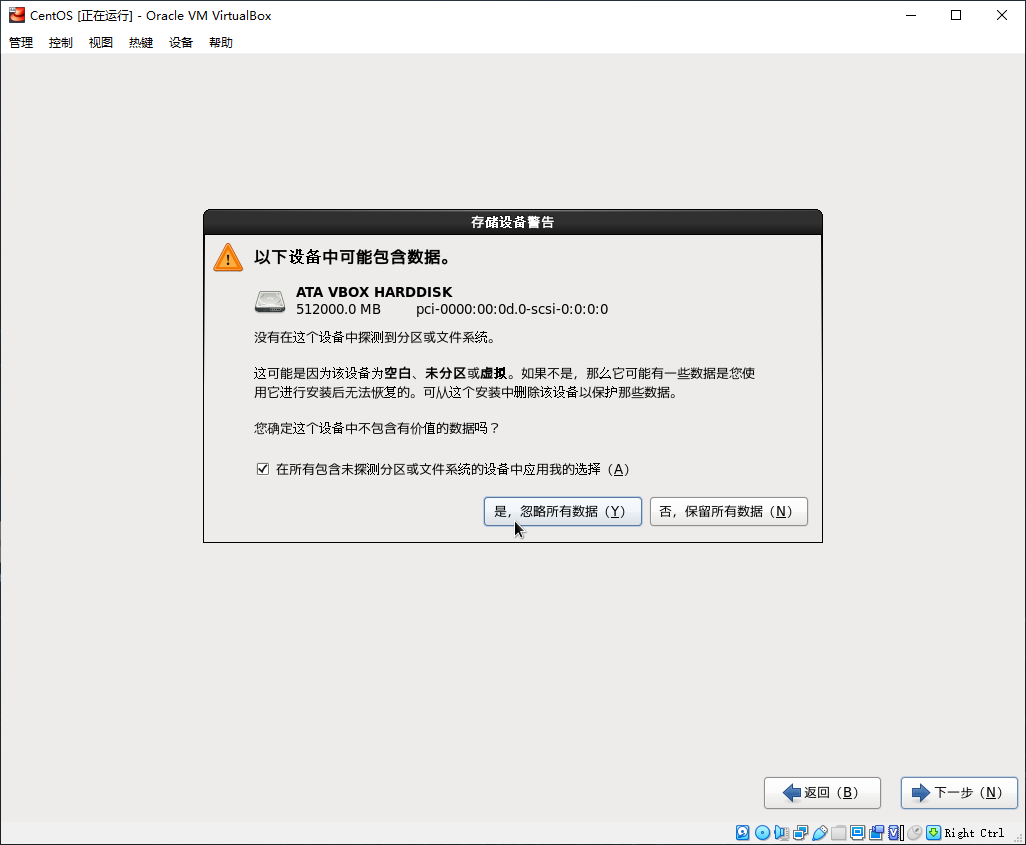 CentOS [正在运行] - Oracle VM VirtualBox
管理 控制 视图 热键 设备 帮助
存储设备警告
以下设备中可能包含数据。
ATA VBOX HARDDISK
512000.0 MB pci-0000:00:0d.0-scsi-0:0:0:0
没有在这个设备中探测到分区或文件系统。
这可能是因为该设备为空白、未分区或虚拟。如果不是，那么它可能有一些数据是您使
用它进行安装后无法恢复的。可从这个安装中删除该设备以保护那些数据。
您确定这个设备中不包含有价值的数据吗？
在所有包含未探测分区或文件系统的设备中应用我的选择（A）
是，忽略所有数据（Y） 否，保留所有数据（N）
返回（B） 下一步（N）
Right Ctrl